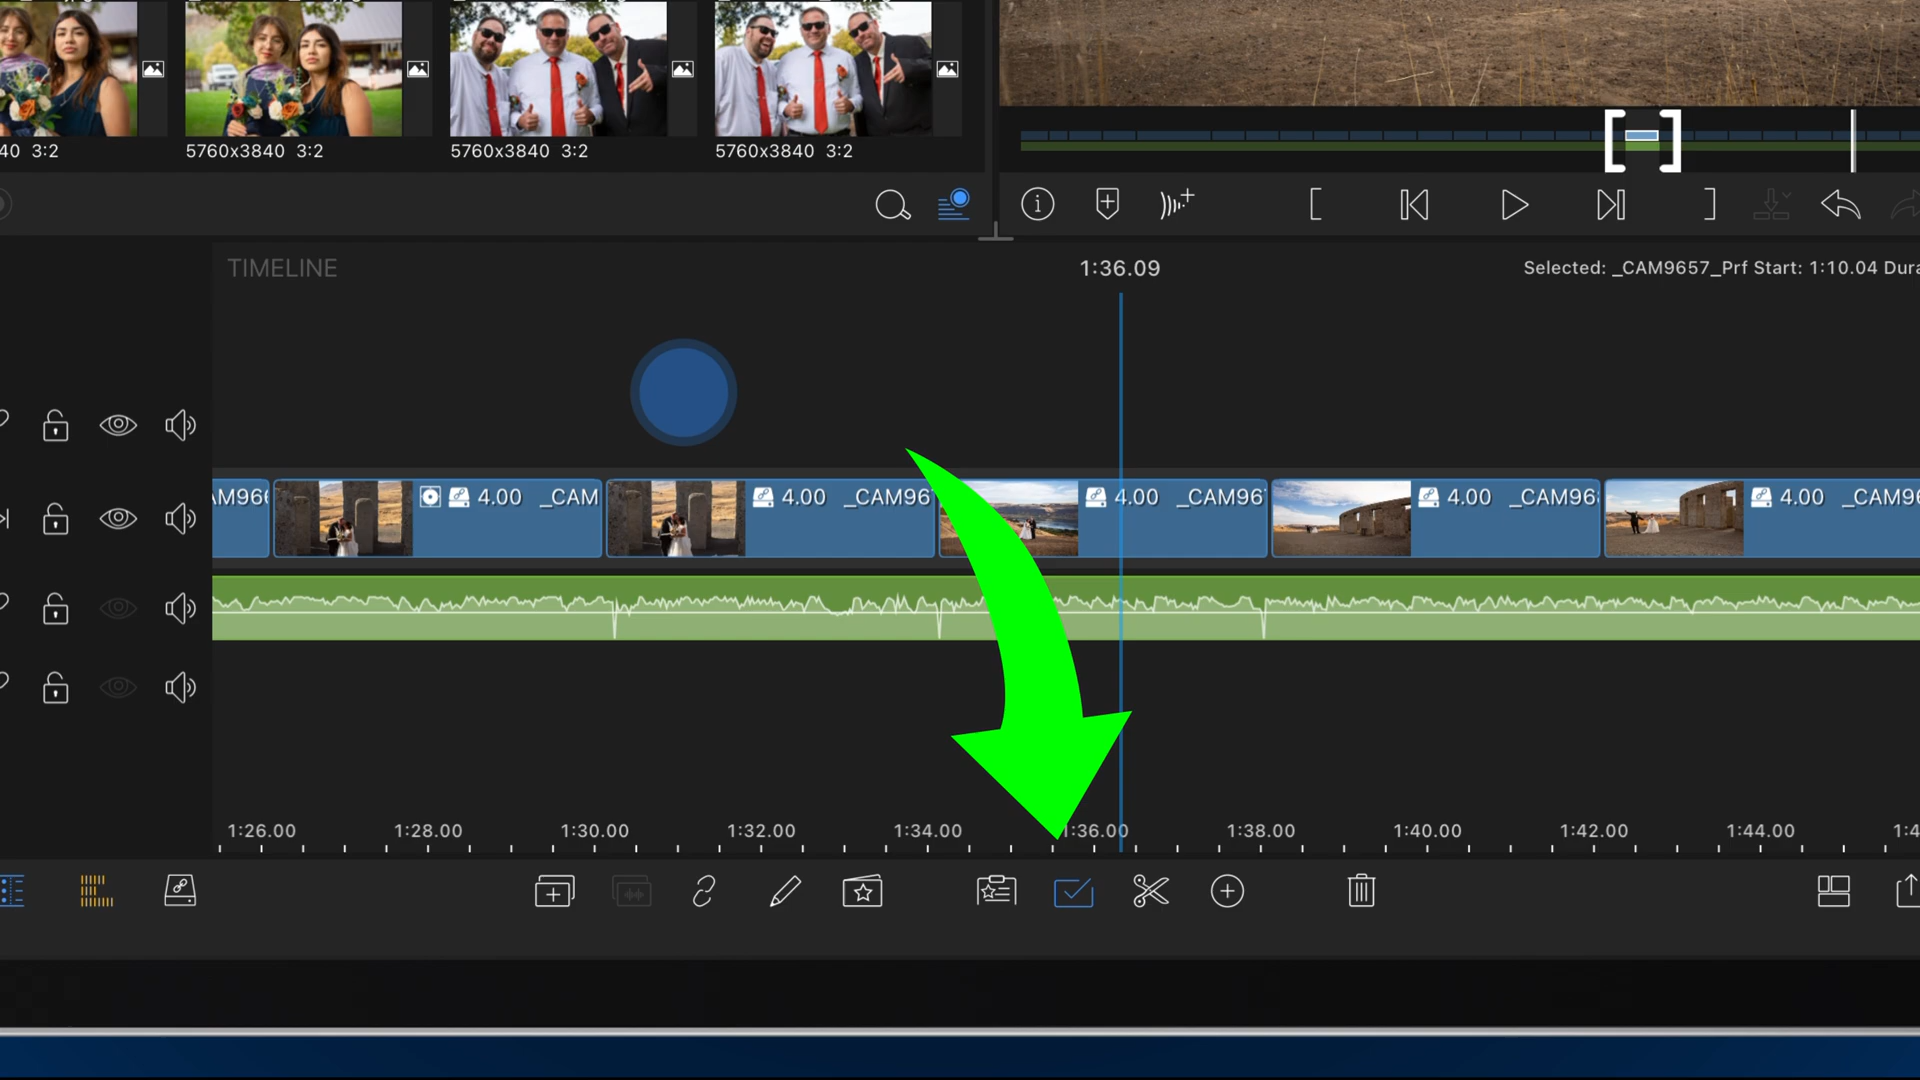 40 3:2
5760x3840 3:2
5760x3840 3:2
5760x3840 3:2
TIMELINE
1:36.09
Selected: _CAM9657_Prf Start: 1:10.04 Dura
AM96
4.00 _CAM
4.00 _CAM96
4.00 _CAM96
4.00 _CAM96
4.00 _CAM96
1:26.00
1:28.00
1:30.00
1:32.00
1:34.00
1:36.00
1:38.00
1:40.00
1:42.00
1:44.00
1:4